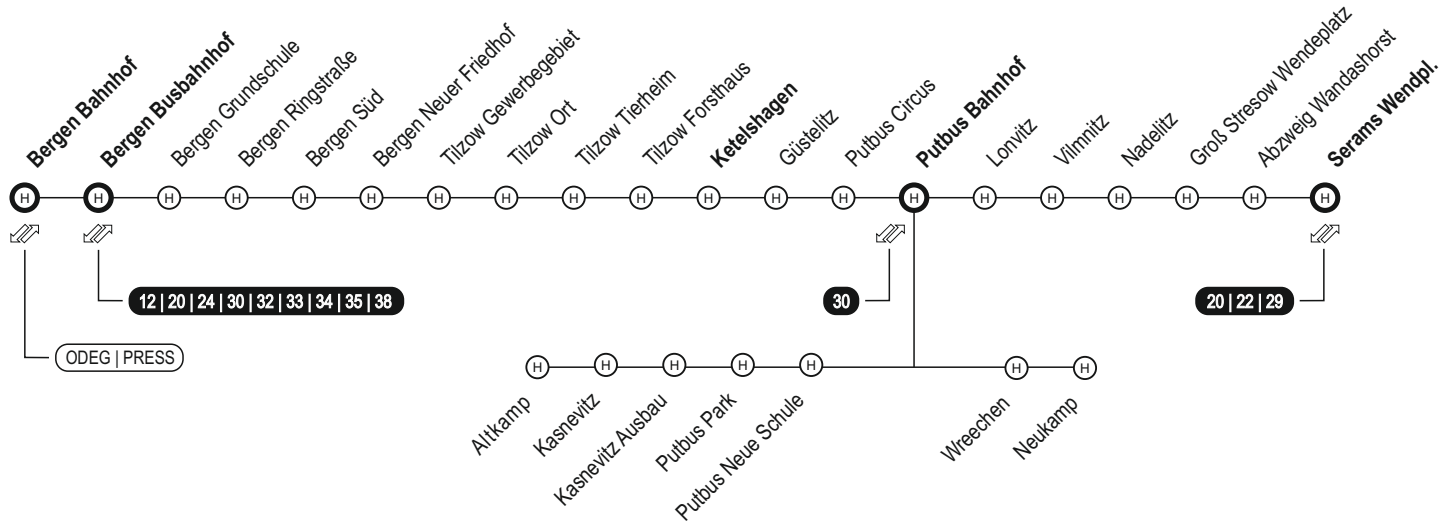 Bergen Bahnhof
Bergen Busbahnhof
Bergen Grundschule
Bergen Ringstraße
Bergen Süd
Bergen Neuer Friedhof
Tilzow Gewerbegebiet
Tilzow Ort
Tilzow Tierheim
Tilzow Forsthaus
Ketelshagen
Güstelitz
Putbus Circus
Putbus Bahnhof
Lonvitz
Vilmnitz
Nadelitz
Groß Stresow Wendeplatz
Abzweig Wandashorst
Serams Wendpl.
H H H H H H H H H H H H H H H H H H H H
12 | 20 | 24 | 30 | 32 | 33 | 34 | 35 | 38
30
20 | 22 | 29
ODEG | PRESS
H H H H H H H
Altkamp
Kasnevitz
Kasnevitz Ausbau
Putbus Park
Putbus Neue Schule
Wreechen
Neukamp